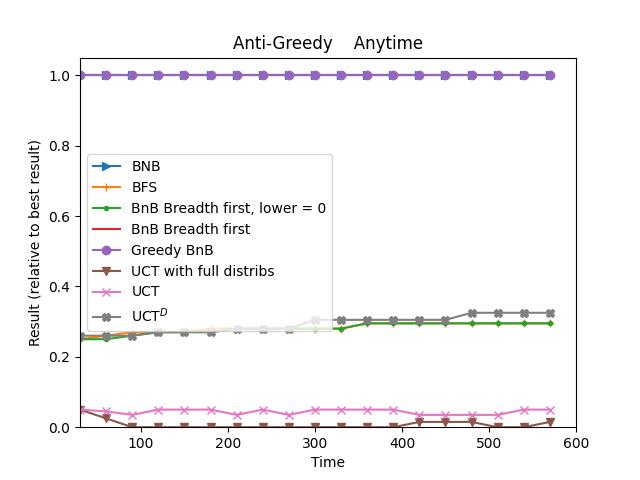 Anti-Greedy    Anytime
1.0
0.8
0.6
0.4
0.2
0.0
Result (relative to best result)
BNB
BFS
BnB Breadth first, lower = 0
BnB Breadth first
Greedy BnB
UCT with full distribs
UCT
UCT^D
100 200 300 400 500 600
Time